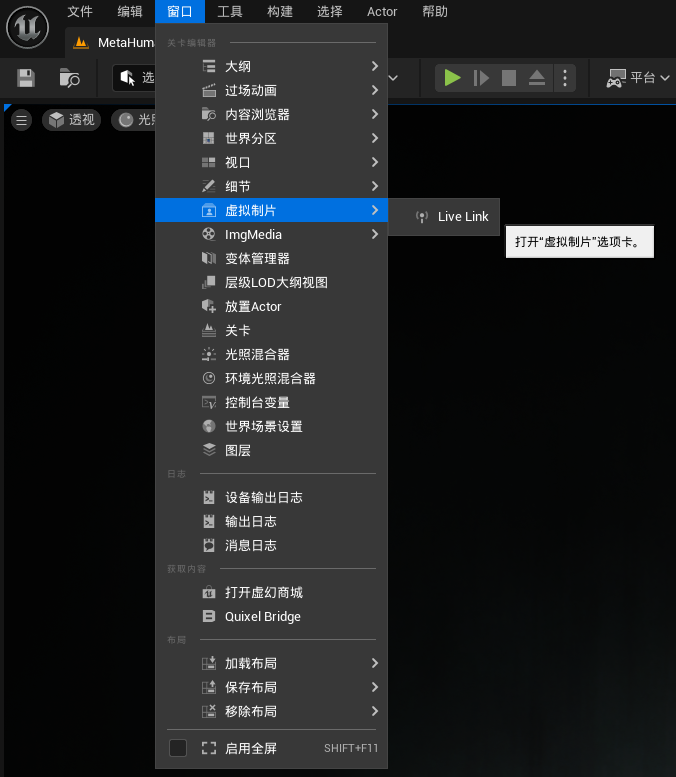 文件 编辑 窗口 工具 构建 选择 Actor 帮助
MetaHuma
选
平台
透视 光照
关卡编辑器
大纲
过场动画
内容浏览器
世界分区
视口
细节
虚拟制片
Live Link
打开“虚拟制片”选项卡。
ImgMedia
变体管理器
层级LOD大纲视图
放置Actor
关卡
光照混合器
环境光照混合器
控制台变量
世界场景设置
图层
日志
设备输出日志
输出日志
消息日志
获取内容
打开虚幻商城
Quixel Bridge
布局
加载布局
保存布局
移除布局
启用全屏 SHIFT+F11